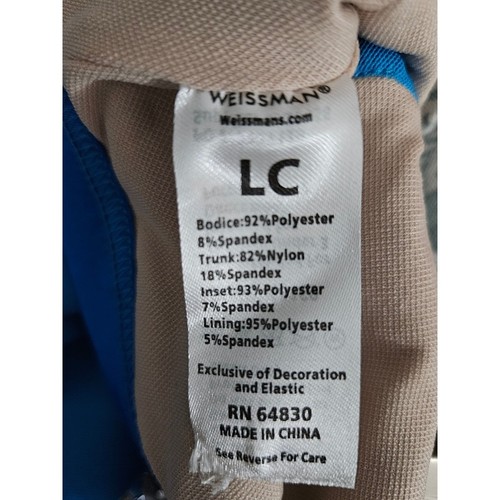 WEISSMAN®
Weissmans.com
LC
Bodice:92%Polyester
8%Spandex
Trunk:82%Nylon
18%Spandex
Inset:93%Polyester
7%Spandex
Lining:95%Polyester
5%Spandex
Exclusive of Decoration
and Elastic
RN 64830
MADE IN CHINA
See Reverse For Care